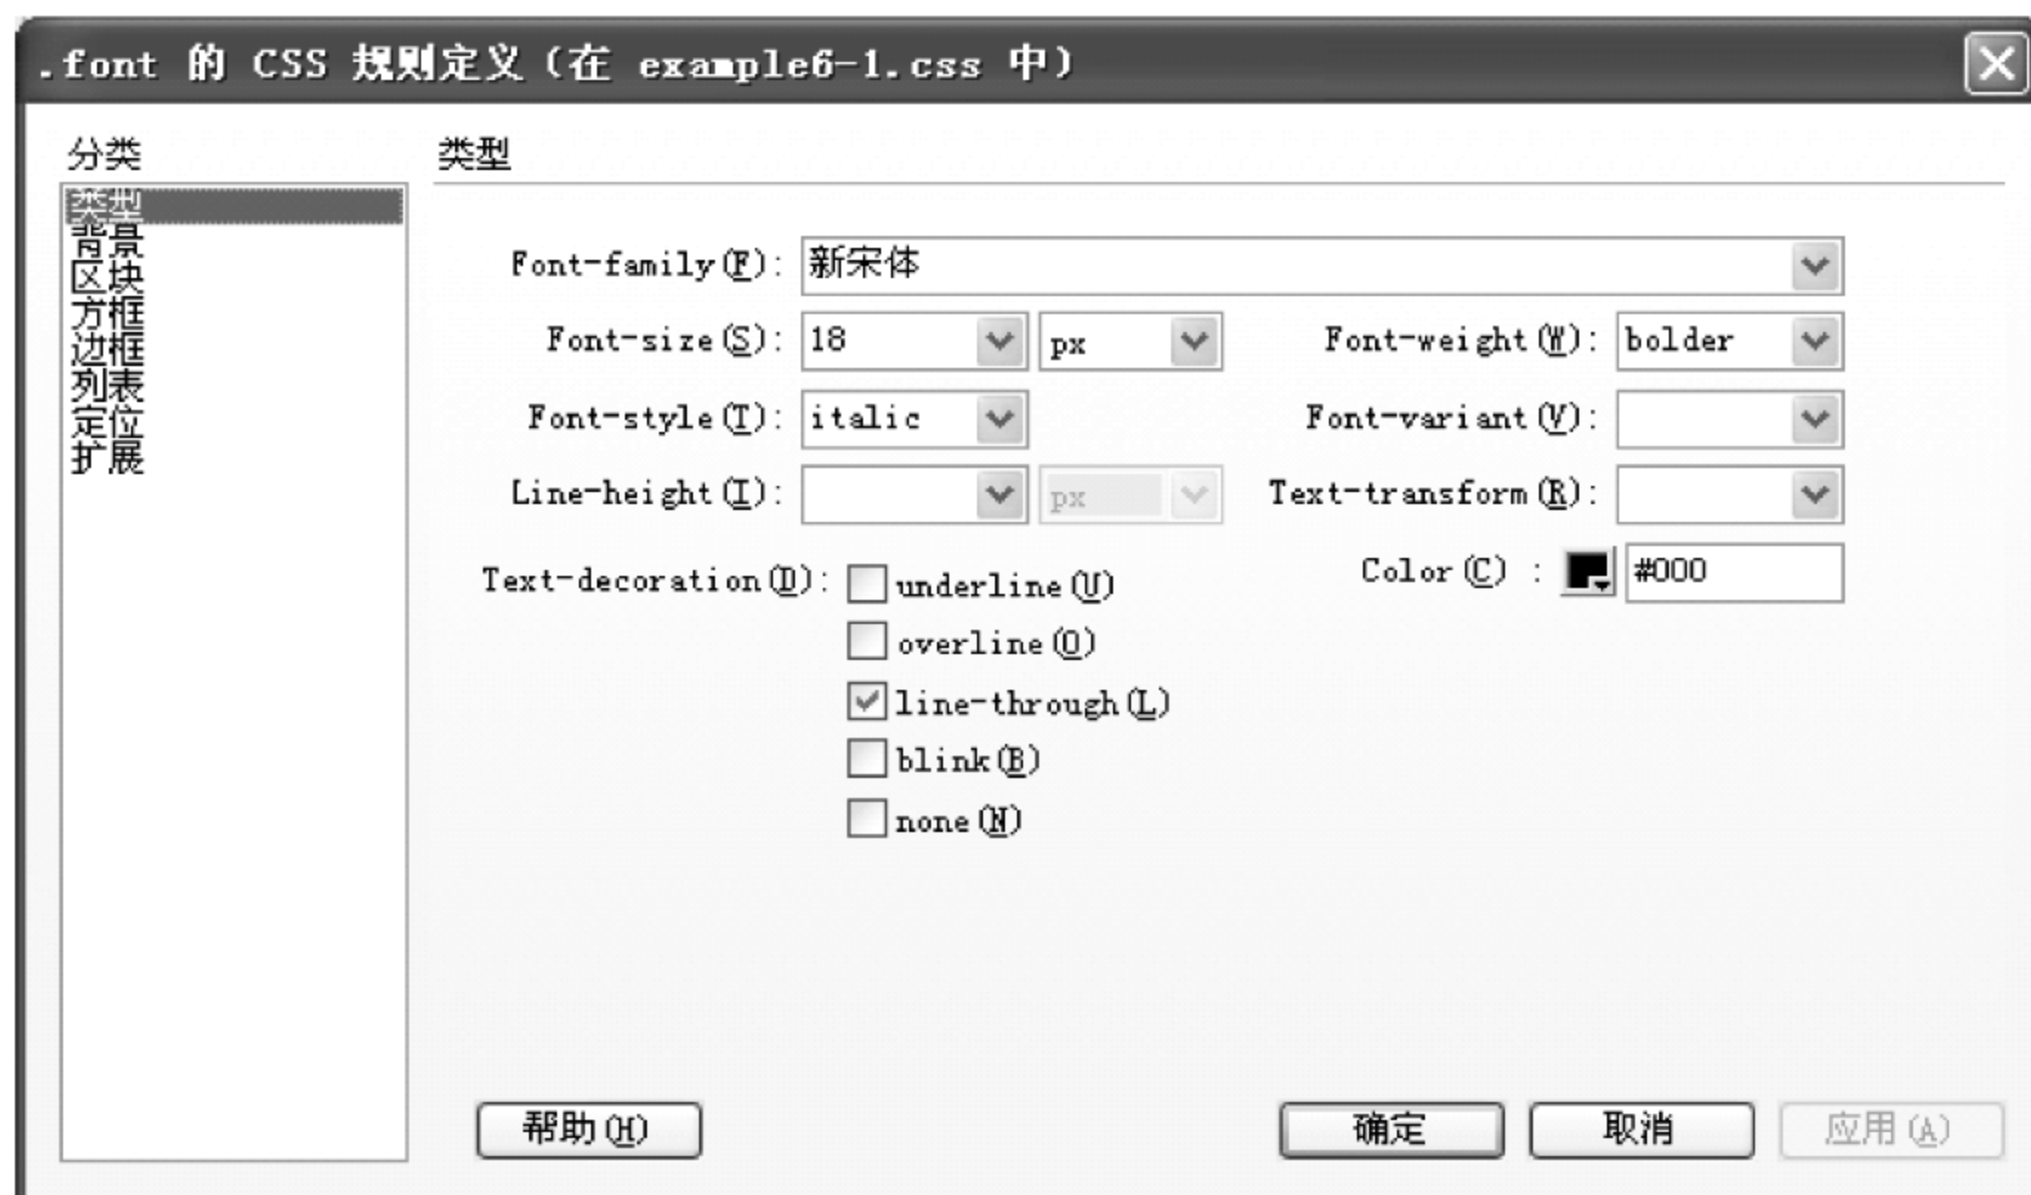 .font 的 CSS 规则定义（在 example6-1.css 中）
分类
类型
背景
区块
方框
边框
列表
定位
扩展
类型
Font-family(F): 新宋体
Font-size(S): 18 px Font-weight(W): bolder
Font-style(T): italic Font-variant(V):
Line-height(I): px Text-transform(R):
Text-decoration(D): underline(U) Color(C) : #000
overline(O)
line-through(L)
blink(B)
none(N)
帮助(H) 确定 取消 应用(A)